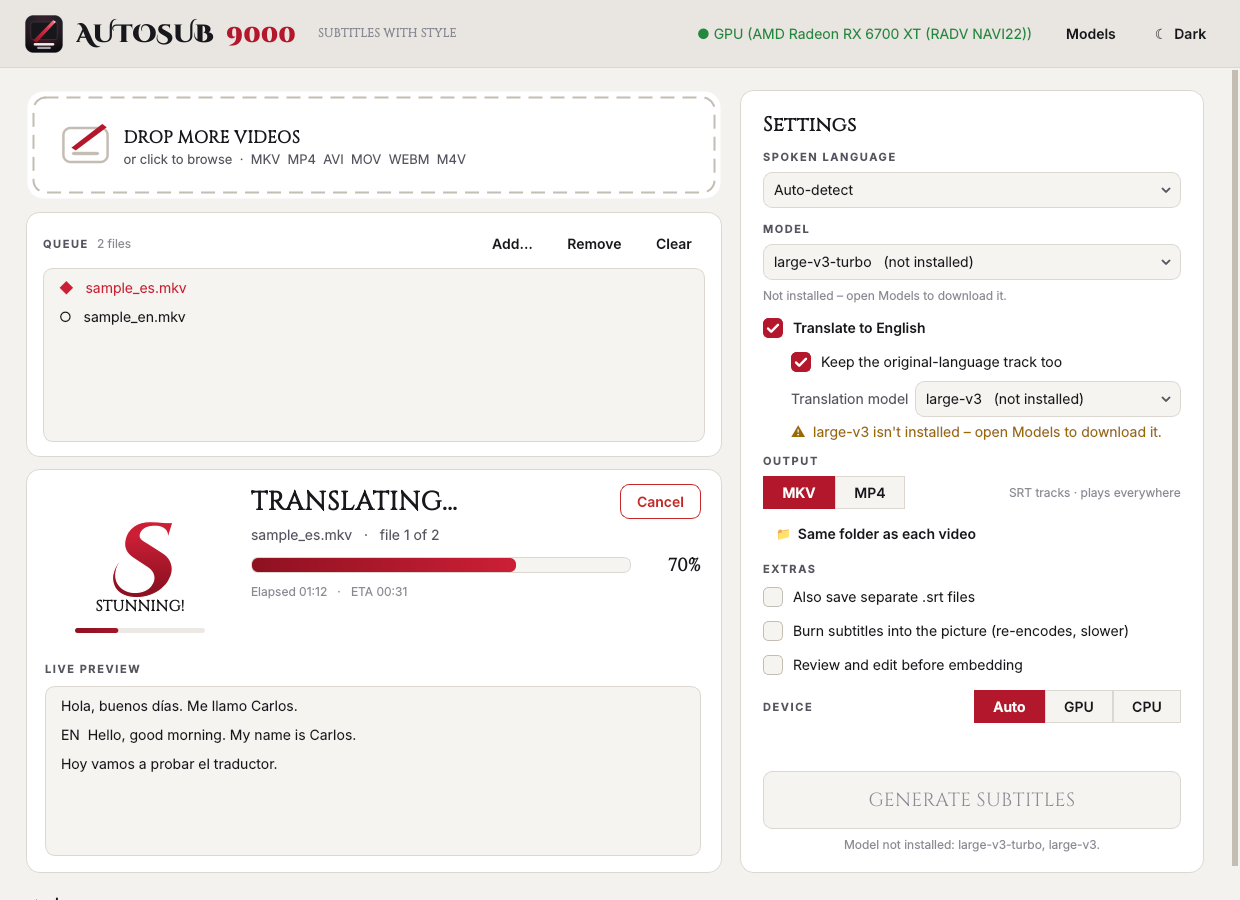 AUTOSUB 9000 SUBTITLES WITH STYLE
GPU (AMD Radeon RX 6700 XT (RADV NAVI22)) Models ☾ Dark
DROP MORE VIDEOS
or click to browse · MKV MP4 AVI MOV WEBM M4V
QUEUE 2 files Add... Remove Clear
sample_es.mkv
sample_en.mkv
TRANSLATING...
Cancel
sample_es.mkv · file 1 of 2
70%
Elapsed 01:12 · ETA 00:31
S
STUNNING!
LIVE PREVIEW
Hola, buenos días. Me llamo Carlos.
EN Hello, good morning. My name is Carlos.
Hoy vamos a probar el traductor.
SETTINGS
SPOKEN LANGUAGE
Auto-detect
MODEL
large-v3-turbo (not installed)
Not installed – open Models to download it.
Translate to English
Keep the original-language track too
Translation model large-v3 (not installed)
⚠ large-v3 isn't installed – open Models to download it.
OUTPUT
MKV MP4 SRT tracks · plays everywhere
📁 Same folder as each video
EXTRAS
Also save separate .srt files
Burn subtitles into the picture (re-encodes, slower)
Review and edit before embedding
DEVICE Auto GPU CPU
GENERATE SUBTITLES
Model not installed: large-v3-turbo, large-v3.